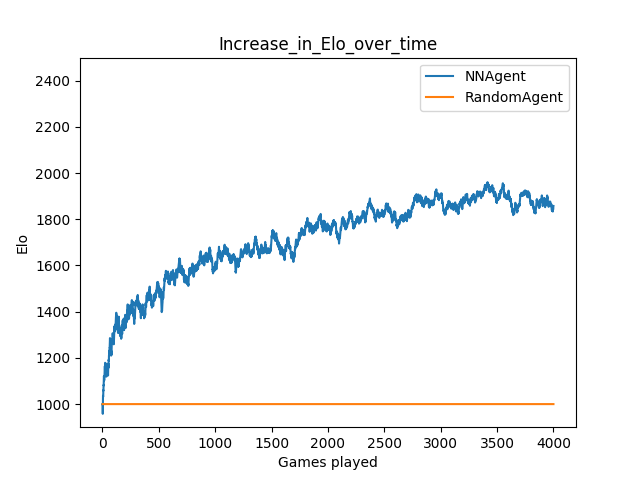 Increase_in_Elo_over_time
NNAgent
RandomAgent
2400
2200
2000
1800
1600
1400
1200
1000
Elo
0 500 1000 1500 2000 2500 3000 3500 4000
Games played